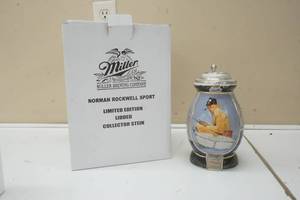 Miller
MILLER BREWING COMPANY
NORMAN ROCKWELL SPORT
LIMITED EDITION
LIDDED
COLLECTOR STEIN